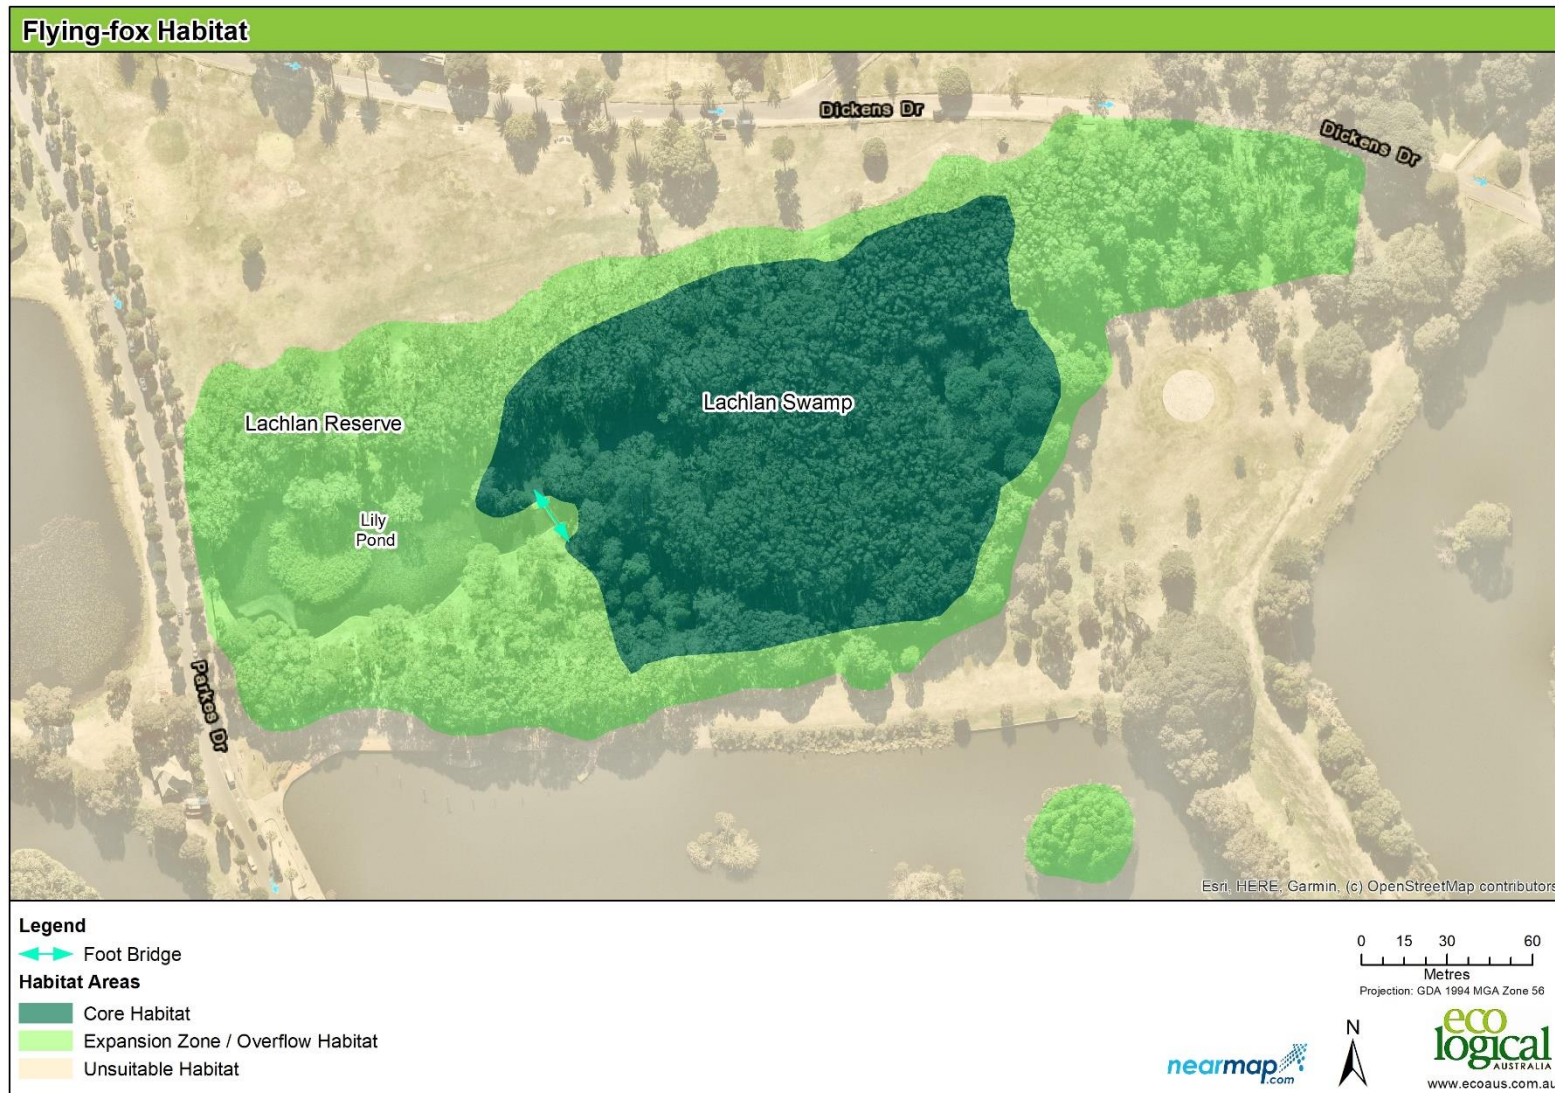 Flying-fox Habitat
Dickens Dr
Dickens Dr
Lachlan Swamp
Lachlan Reserve
Lily
Pond
Parkes Dr
Esri, HERE, Garmin, (c) OpenStreetMap contributors
Legend
Foot Bridge
Habitat Areas
Core Habitat
Expansion Zone / Overflow Habitat
Unsuitable Habitat
0 15 30 60
Metres
Projection: GDA 1994 MGA Zone 56
nearmap
.com
N
eco
logical
AUSTRALIA
www.ecoaus.com.au